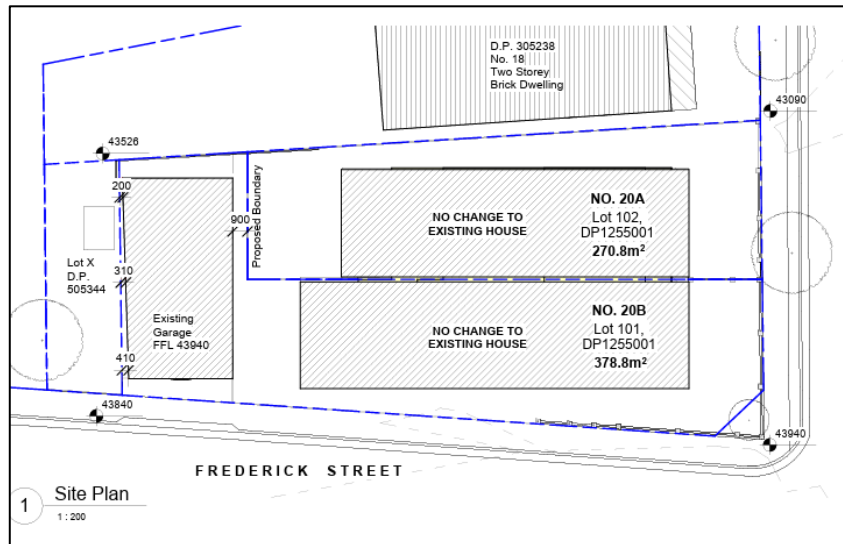 D.P. 305238
No. 18
Two Storey
Brick Dwelling
43090
43526
200
900
Proposed Boundary
NO CHANGE TO
EXISTING HOUSE
NO. 20A
Lot 102,
DP1255001
270.8m²
Lot X
D.P.
505344
310
Existing
Garage
FFL 43940
410
NO CHANGE TO
EXISTING HOUSE
NO. 20B
Lot 101,
DP1255001
378.8m²
43840
43940
FREDERICK STREET
1
Site Plan
1 : 200